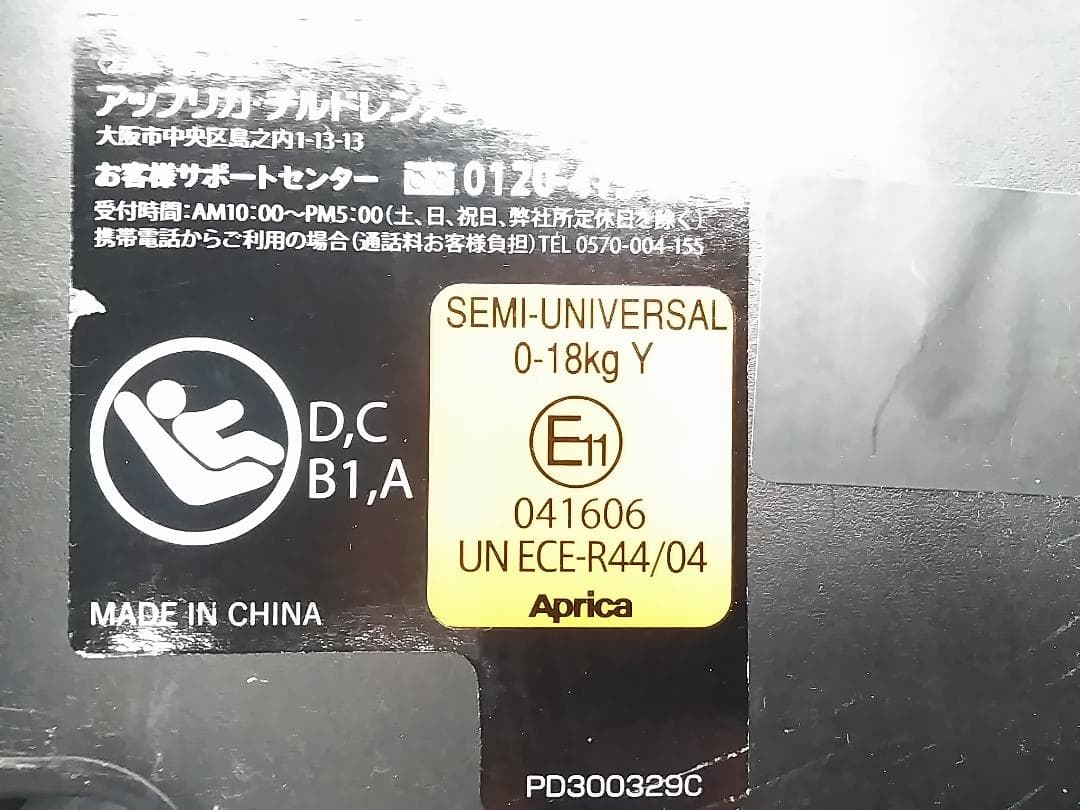 アップリカ・チルドレンズ
大阪市中央区島之内1-13-13
お客様サポートセンター 0120-41
受付時間:AM10:00〜PM5:00(土、日、祝日、弊社所定休日を除く)
携帯電話からご利用の場合(通話料お客様負担)TEL 0570-004-155
SEMI-UNIVERSAL
0-18kg Y
E11
041606
UN ECE-R44/04
Aprica
D,C
B1,A
MADE IN CHINA
PD300329C